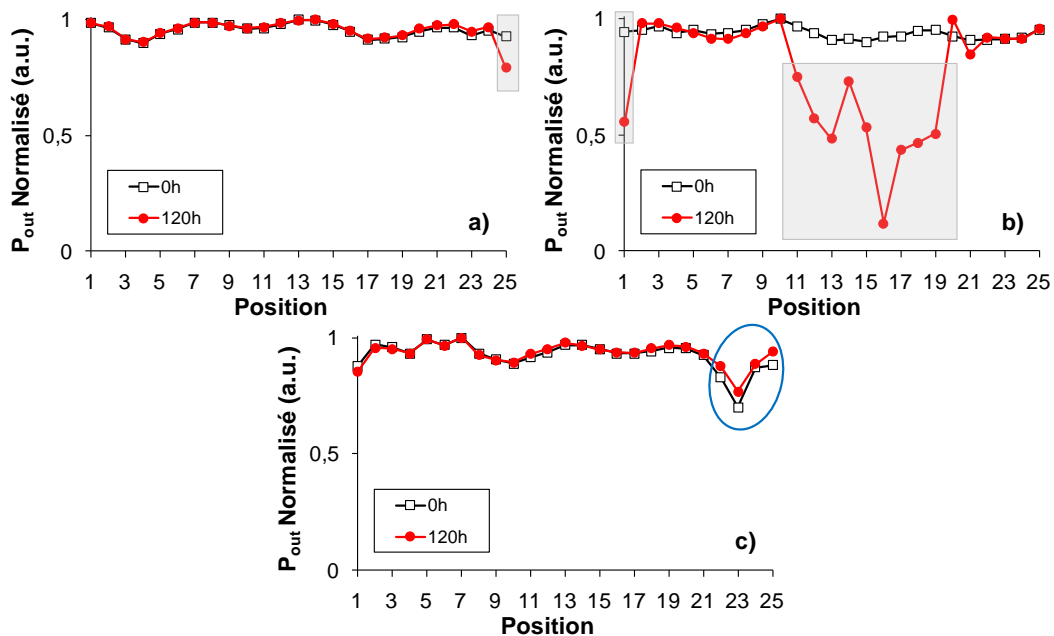 P_out Normalisé (a.u.)
1
0,5
0
0h
120h
a)
1 3 5 7 9 11 13 15 17 19 21 23 25
Position
P_out Normalisé (a.u.)
1
0,5
0
0h
120h
b)
1 3 5 7 9 11 13 15 17 19 21 23 25
Position
P_out Normalisé (a.u.)
1
0,5
0
0h
120h
c)
1 3 5 7 9 11 13 15 17 19 21 23 25
Position